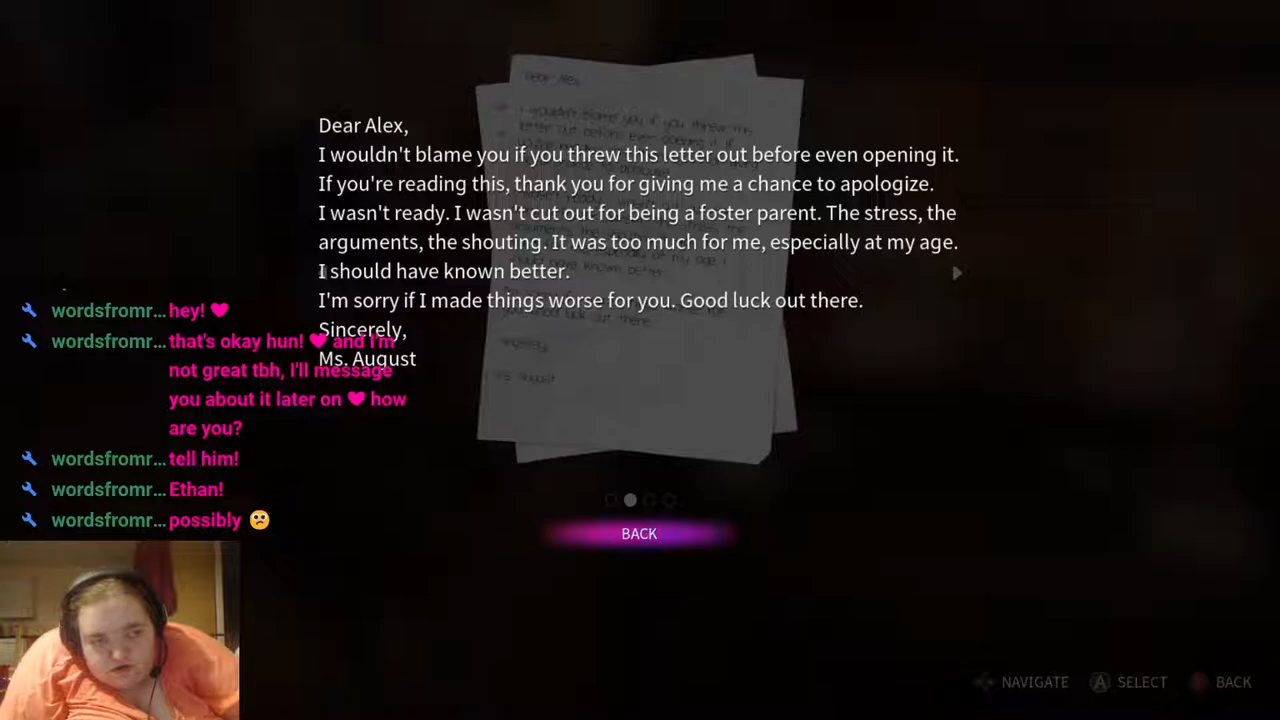 Dear Alex,
I wouldn't blame you if you threw this letter out before even opening it.
If you're reading this, thank you for giving me a chance to apologize.
I wasn't ready. I wasn't cut out for being a foster parent. The stress, the
arguments, the shouting. It was too much for me, especially at my age.
I should have known better.
I'm sorry if I made things worse for you. Good luck out there.
Sincerely,
Ms. August
wordsfromr... hey! ❤
wordsfromr... that's okay hun! ❤ and I'm
not great tbh, I'll message
you about it later on ❤ how
are you?
wordsfromr... tell him!
wordsfromr... Ethan!
wordsfromr... possibly 🙁
BACK
NAVIGATE A SELECT BACK